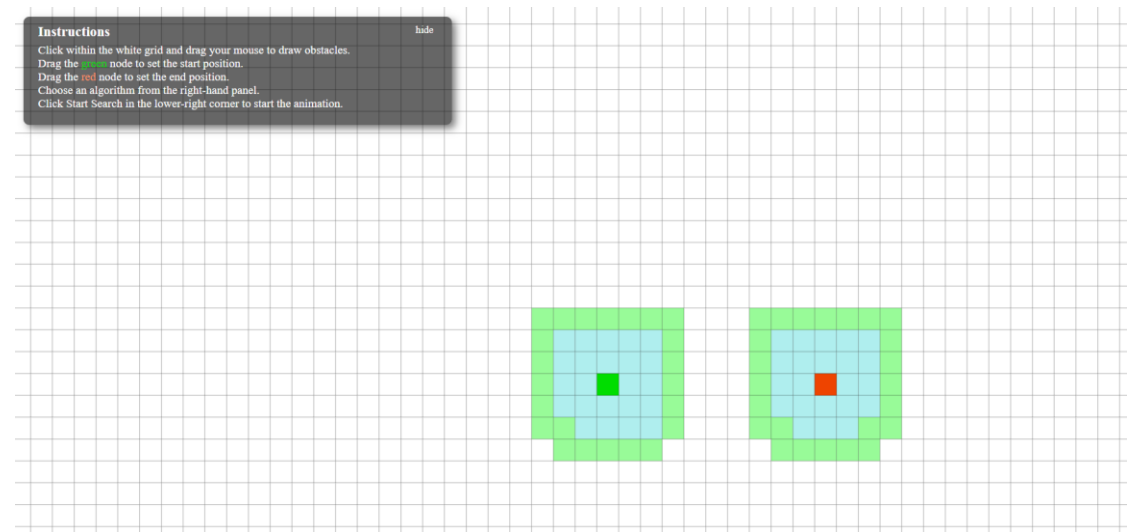 Instructions
hide
Click within the white grid and drag your mouse to draw obstacles.
Drag the green node to set the start position.
Drag the red node to set the end position.
Choose an algorithm from the right-hand panel.
Click Start Search in the lower-right corner to start the animation.